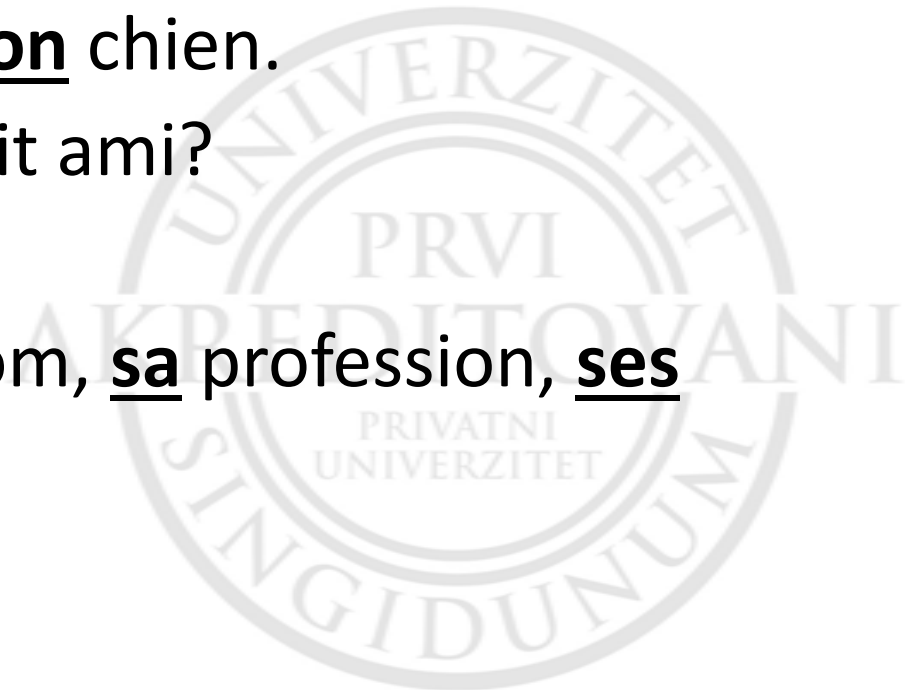 on chien.
it ami?
om, sa profession, ses
UNIVERZITET
PRVI
AKREDITOVANI
PRIVATNI
UNIVERZITET
SINGIDUNUM